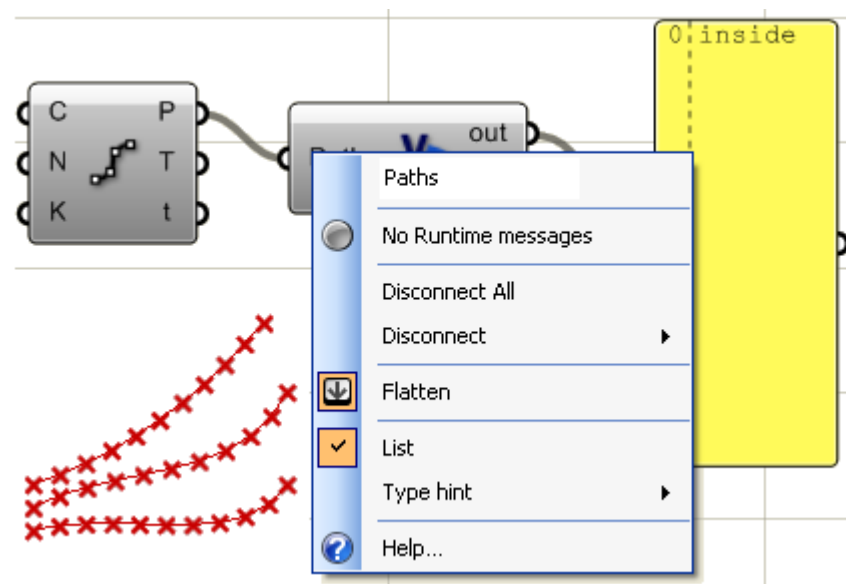 0 inside
C P
N T
K t
out
Paths
No Runtime messages
Disconnect All
Disconnect
Flatten
List
Type hint
Help...